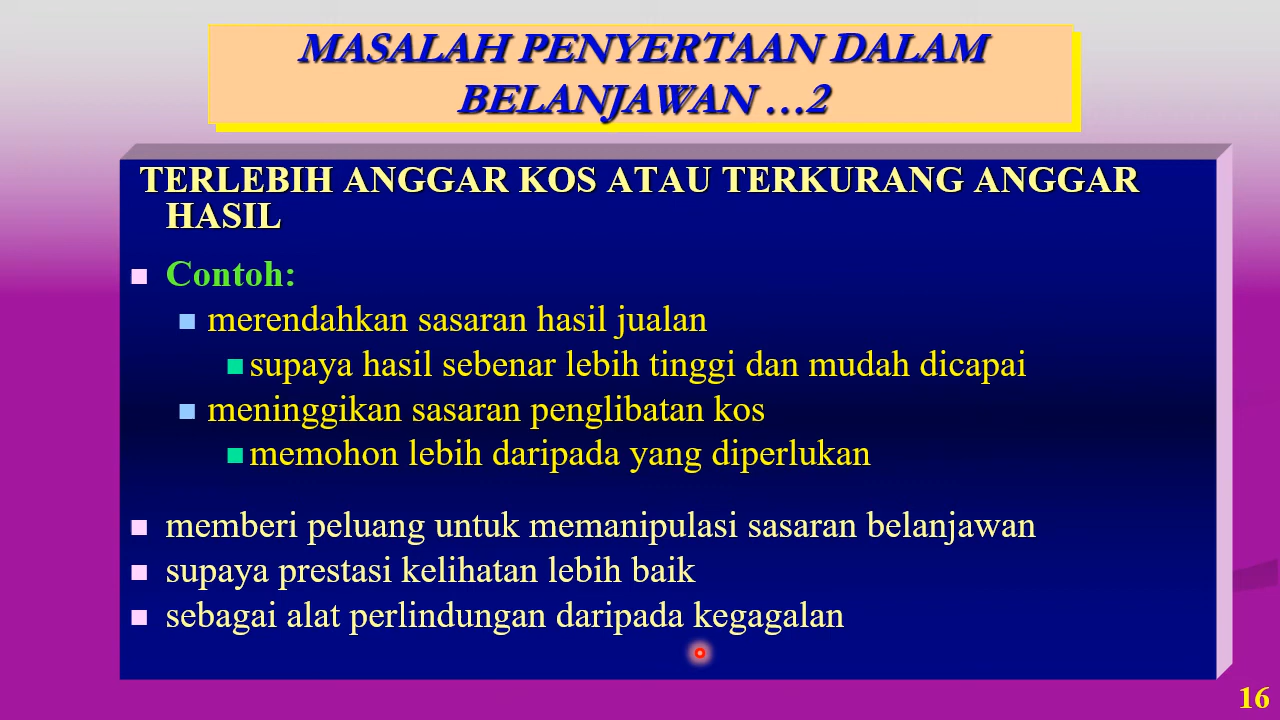 MASALAH PENYERTAAN DALAM
BELANJAWAN …2
TERLEBIH ANGGAR KOS ATAU TERKURANG ANGGAR
HASIL
Contoh:
merendahkan sasaran hasil jualan
supaya hasil sebenar lebih tinggi dan mudah dicapai
meninggikan sasaran penglibatan kos
memohon lebih daripada yang diperlukan
memberi peluang untuk memanipulasi sasaran belanjawan
supaya prestasi kelihatan lebih baik
sebagai alat perlindungan daripada kegagalan
16